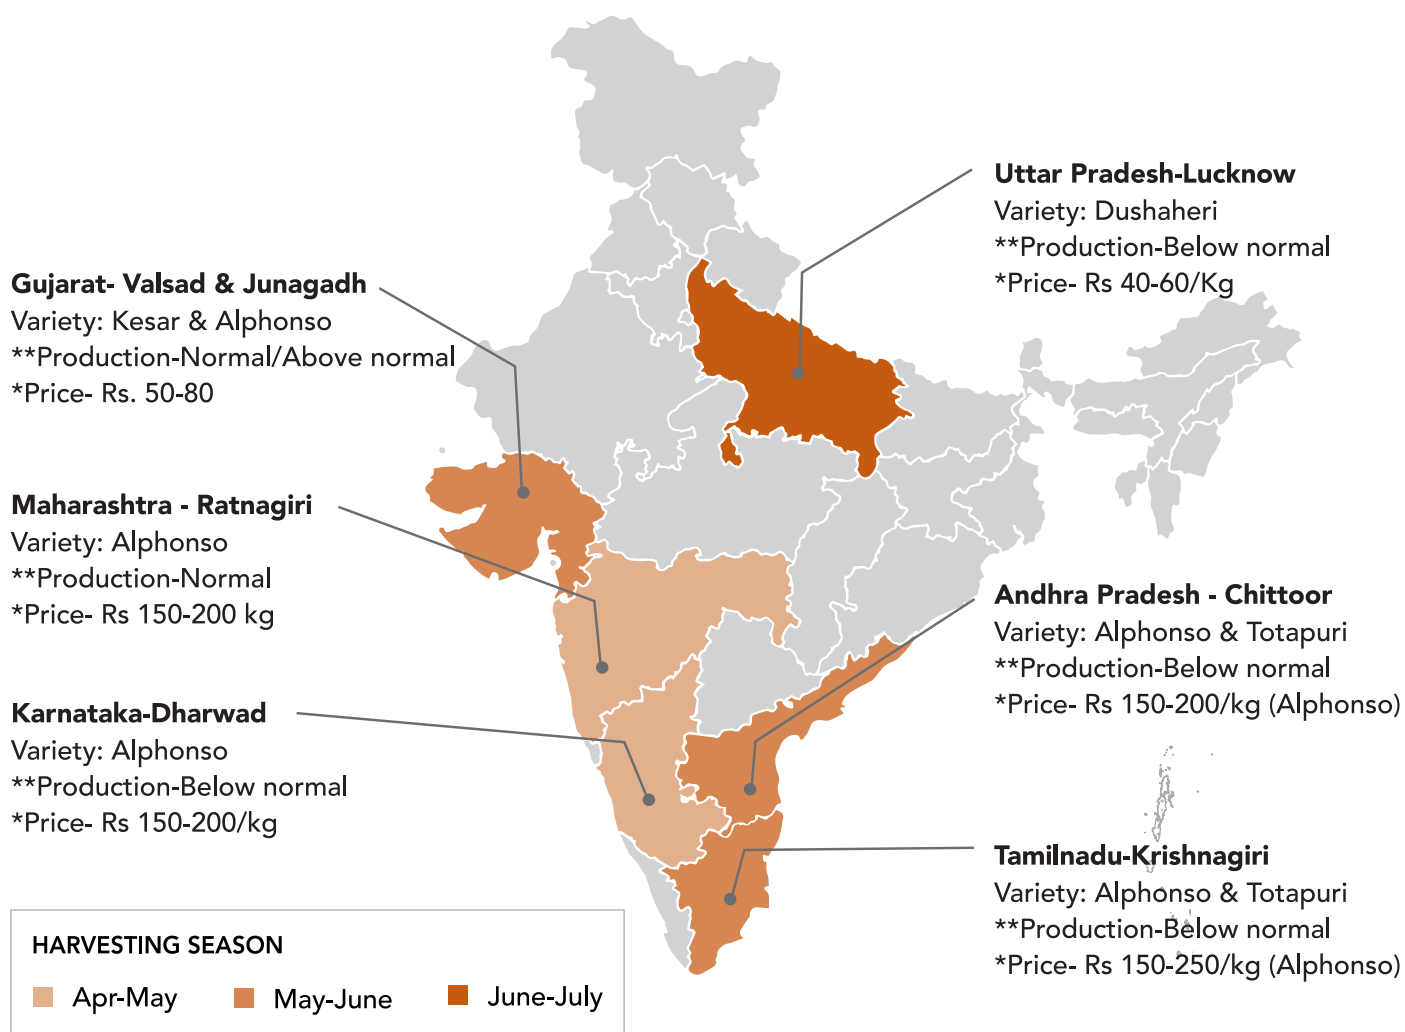 Uttar Pradesh-Lucknow
Variety: Dushaheri
**Production-Below normal
*Price- Rs 40-60/Kg
Gujarat- Valsad & Junagadh
Variety: Kesar & Alphonso
**Production-Normal/Above normal
*Price- Rs. 50-80
Maharashtra - Ratnagiri
Variety: Alphonso
**Production-Normal
*Price- Rs 150-200 kg
Andhra Pradesh - Chittoor
Variety: Alphonso & Totapuri
**Production-Below normal
*Price- Rs 150-200/kg (Alphonso)
Karnataka-Dharwad
Variety: Alphonso
**Production-Below normal
*Price- Rs 150-200/kg
Tamilnadu-Krishnagiri
Variety: Alphonso & Totapuri
**Production-Below normal
*Price- Rs 150-250/kg (Alphonso)
HARVESTING SEASON
Apr-May May-June June-July